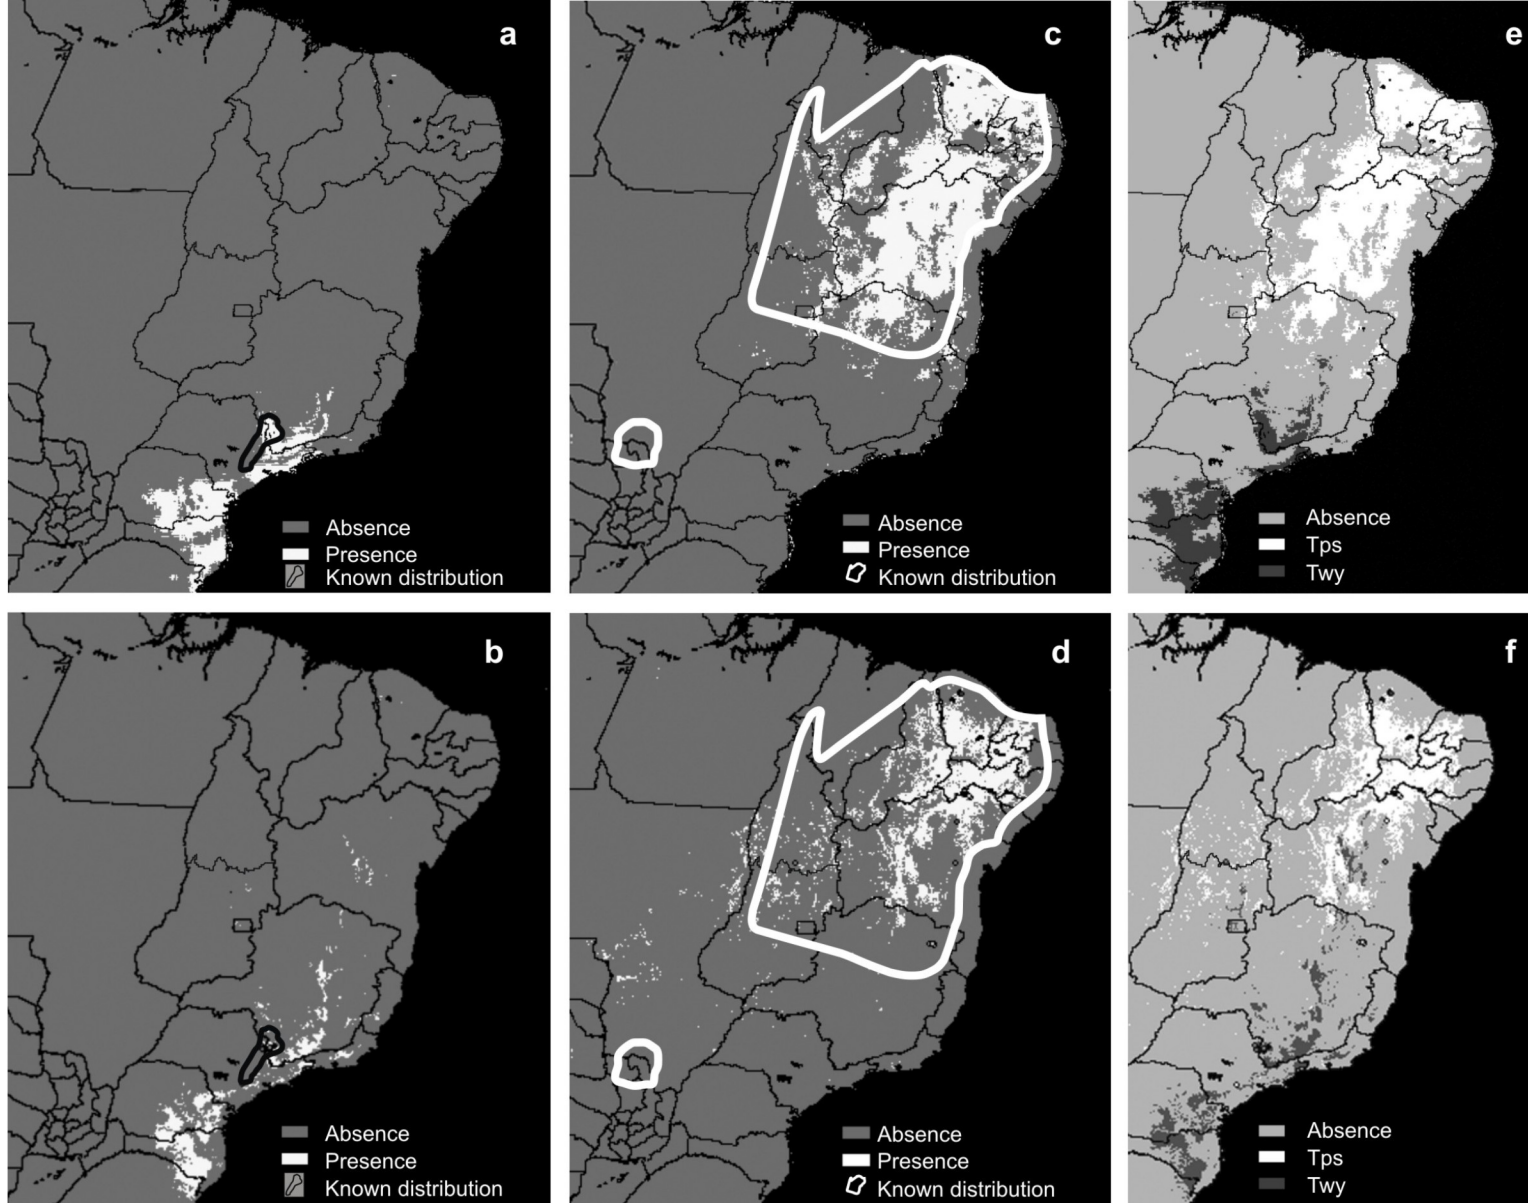 a
Absence
Presence
Known distribution
c
Absence
Presence
Known distribution
e
Absence
Tps
Twy
b
Absence
Presence
Known distribution
d
Absence
Presence
Known distribution
f
Absence
Tps
Twy